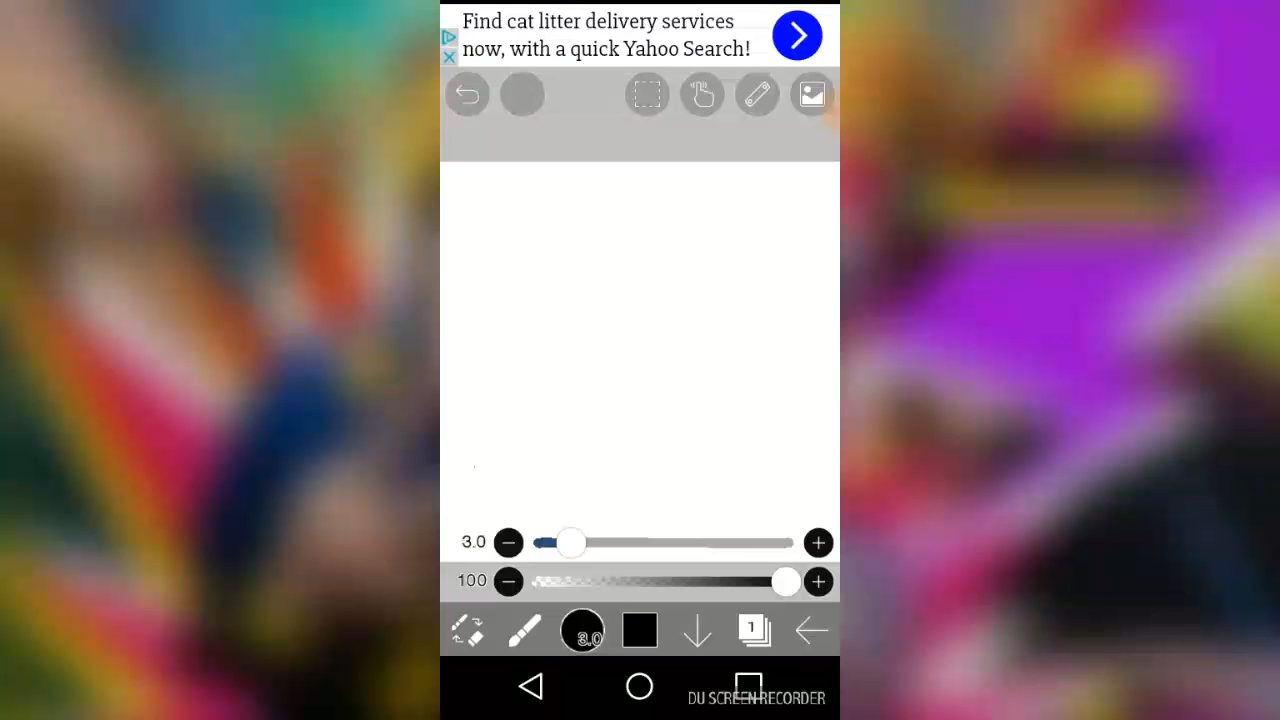 Find cat litter delivery services
now, with a quick Yahoo Search!
3.0
100
3.0
1
DU SCREEN RECORDER